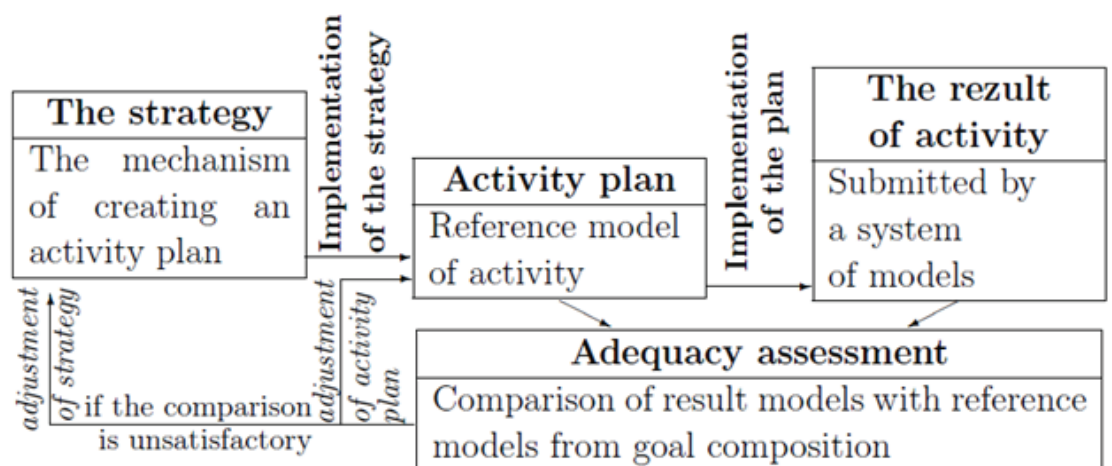 The strategy
The mechanism
of creating an
activity plan
Implementation
of the strategy
Activity plan
Reference model
of activity
Implementation
of the plan
The rezult
of activity
Submitted by
a system
of models
adjustment
of strategy
if the comparison
is unsatisfactory
adjustment
of activity
plan
Adequacy assessment
Comparison of result models with reference
models from goal composition